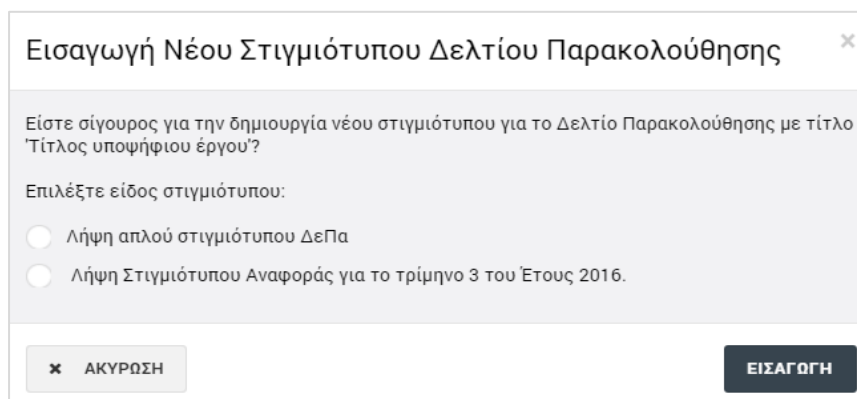 Εισαγωγή Νέου Στιγμιότυπου Δελτίου Παρακολούθησης
×
Είστε σίγουρος για την δημιουργία νέου στιγμιότυπου για το Δελτίο Παρακολούθησης με τίτλο
'Τίτλος υποψήφιου έργου'?
Επιλέξτε είδος στιγμιότυπου:
Λήψη απλού στιγμιότυπου ΔεΠα
Λήψη Στιγμιότυπου Αναφοράς για το τρίμηνο 3 του Έτους 2016.
× ΑΚΥΡΩΣΗ
ΕΙΣΑΓΩΓΗ